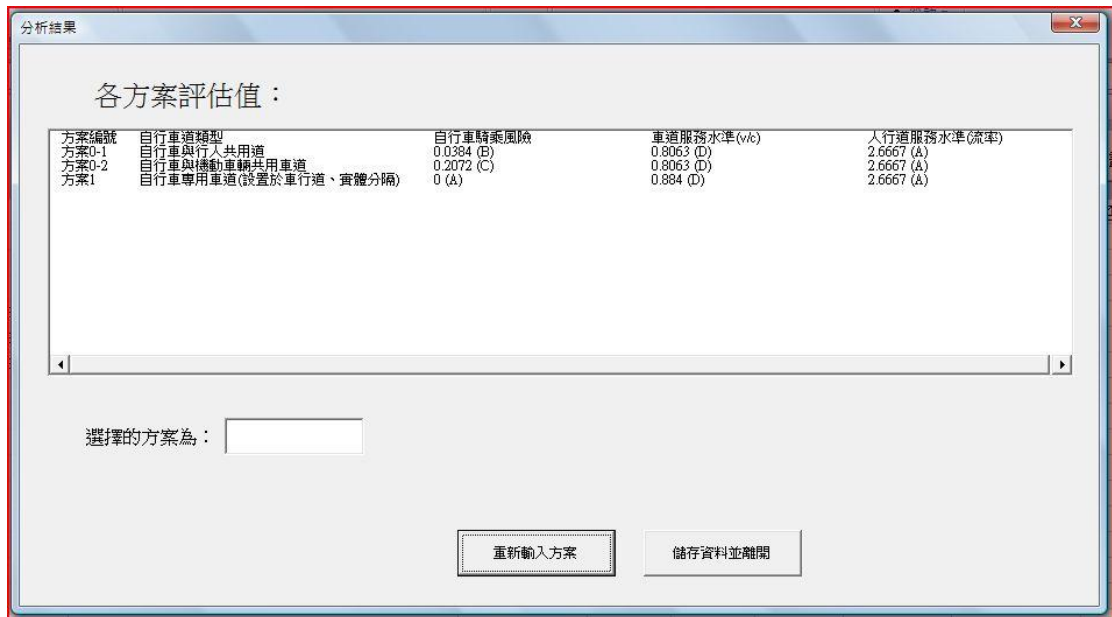 分析結果
各方案評估值：
方案編號 自行車道類型 自行車騎乘風險 車道服務水準(v/c) 人行道服務水準(流率)
方案0-1 自行車與行人共用道 0.0384 (B) 0.8063 (D) 2.6667 (A)
方案0-2 自行車與機動車輛共用車道 0.2072 (C) 0.8063 (D) 2.6667 (A)
方案1 自行車專用車道(設置於車行道、實體分隔) 0 (A) 0.884 (D) 2.6667 (A)
選擇的方案為：
重新輸入方案 儲存資料並離開